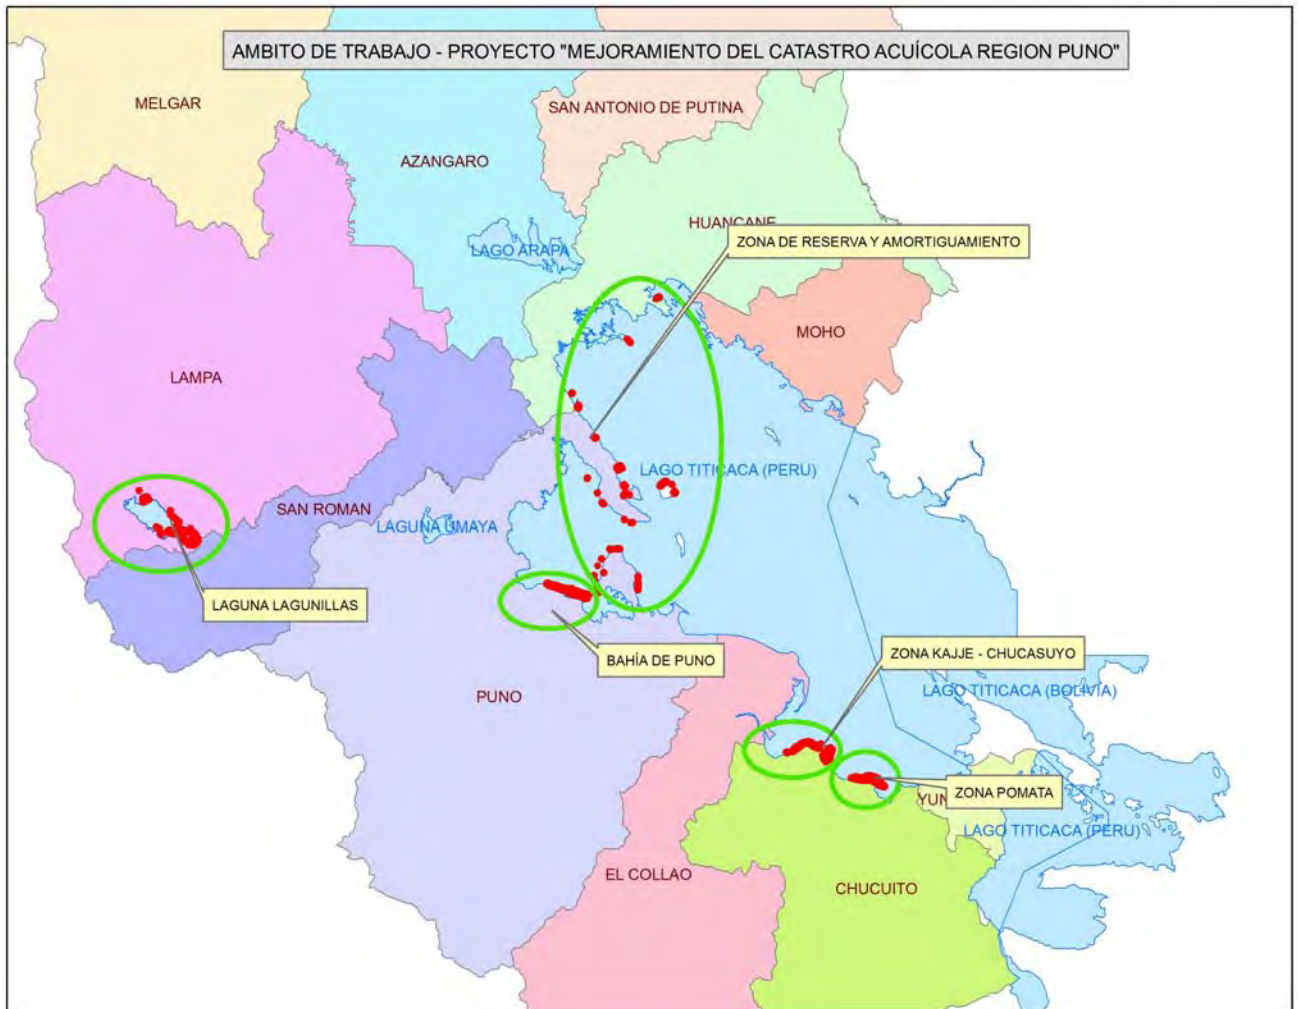 AMBITO DE TRABAJO - PROYECTO "MEJORAMIENTO DEL CATASTRO ACUÍCOLA REGION PUNO"
MELGAR
SAN ANTONIO DE PUTINA
AZANGARO
HUANCANE
ZONA DE RESERVA Y AMORTIGUAMIENTO
LAGO ARAPA
MOHO
LAMPA
LAGO TITICACA (PERU)
SAN ROMAN
LAGUNA UMAYA
LAGUNA LAGUNILLAS
BAHÍA DE PUNO
ZONA KAJJE - CHUCASUYO
LAGO TITICACA (BOLIVIA)
PUNO
ZONA POMATA
YUN
LAGO TITICACA (PERU)
EL COLLAO
CHUCUITO